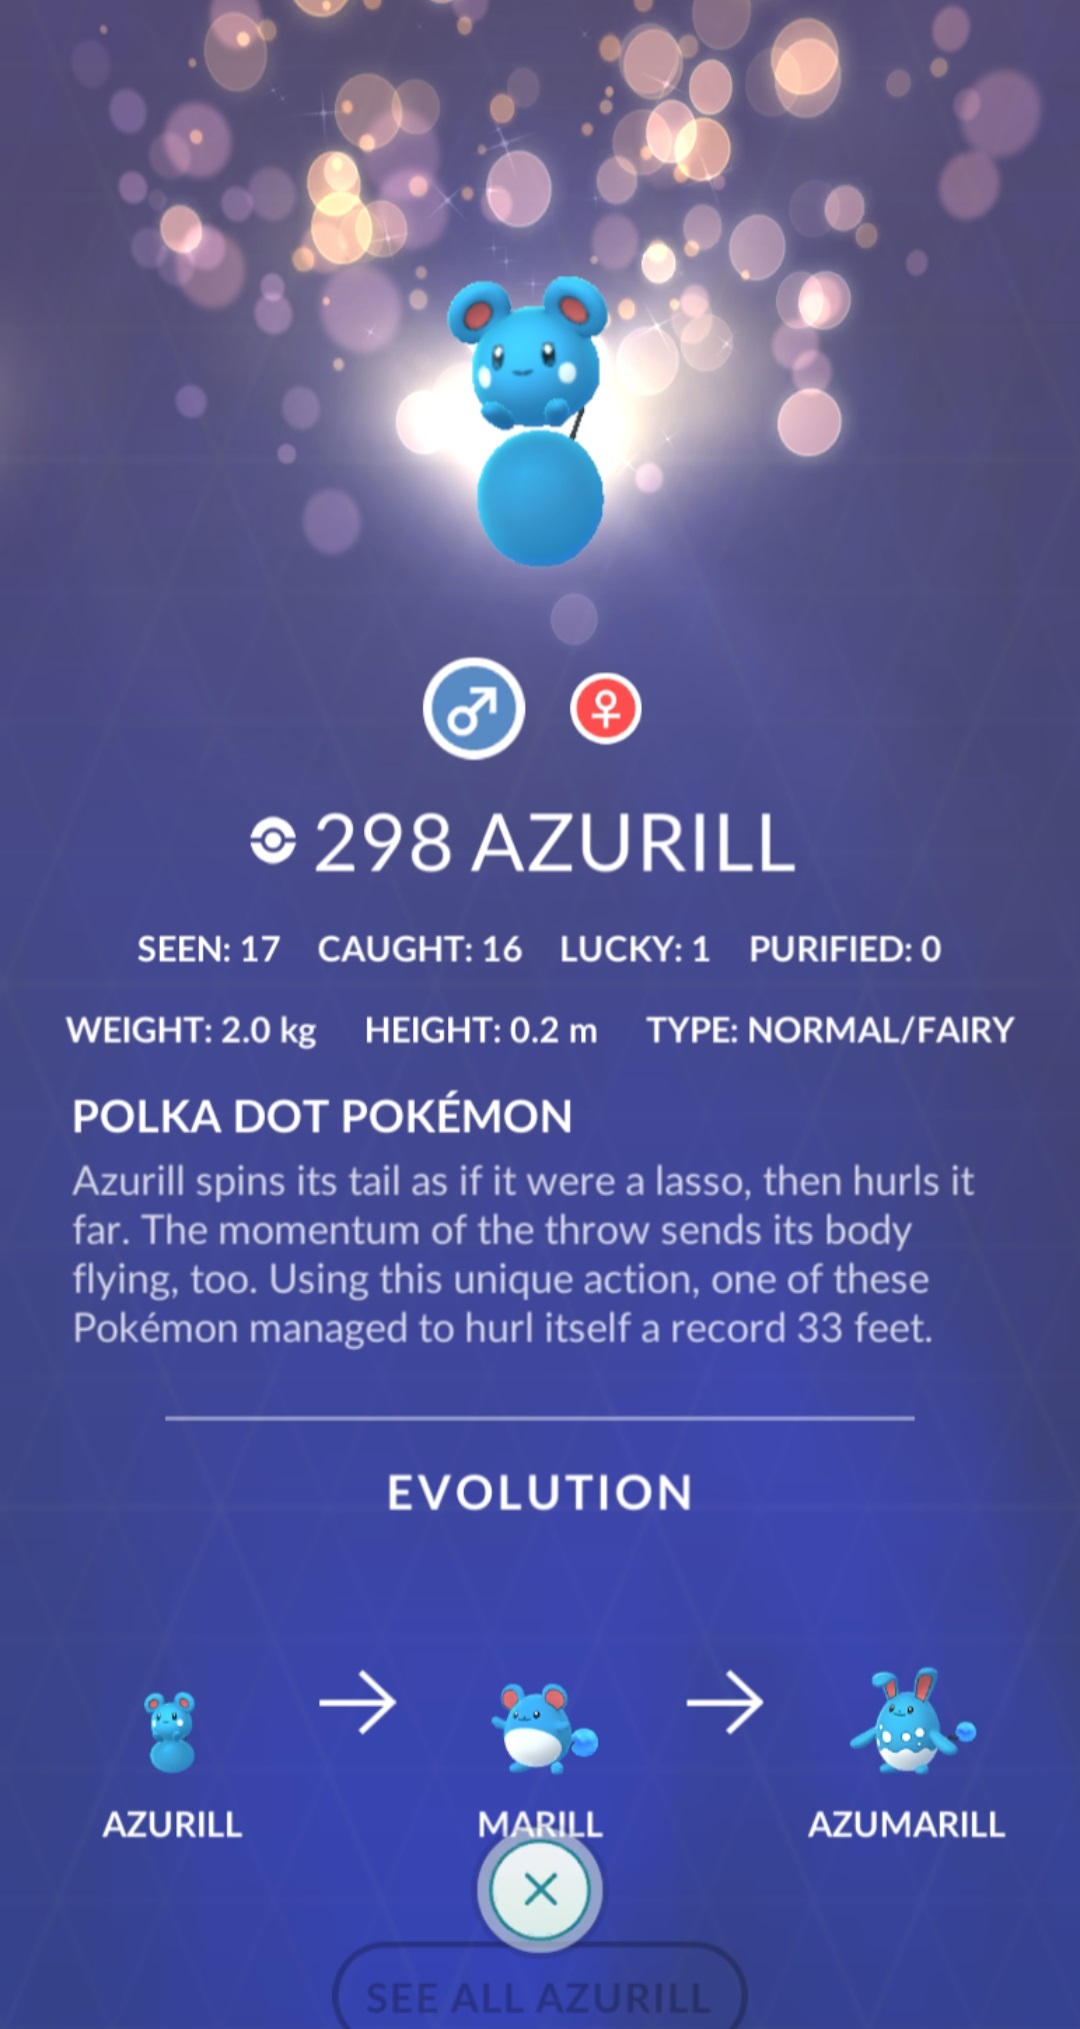 298 AZURILL
SEEN: 17 CAUGHT: 16 LUCKY: 1 PURIFIED: 0
WEIGHT: 2.0 kg HEIGHT: 0.2 m TYPE: NORMAL/FAIRY
POLKA DOT POKÉMON
Azurill spins its tail as if it were a lasso, then hurls it
far. The momentum of the throw sends its body
flying, too. Using this unique action, one of these
Pokémon managed to hurl itself a record 33 feet.
EVOLUTION
AZURILL MARILL AZUMARILL
SEE ALL AZURILL